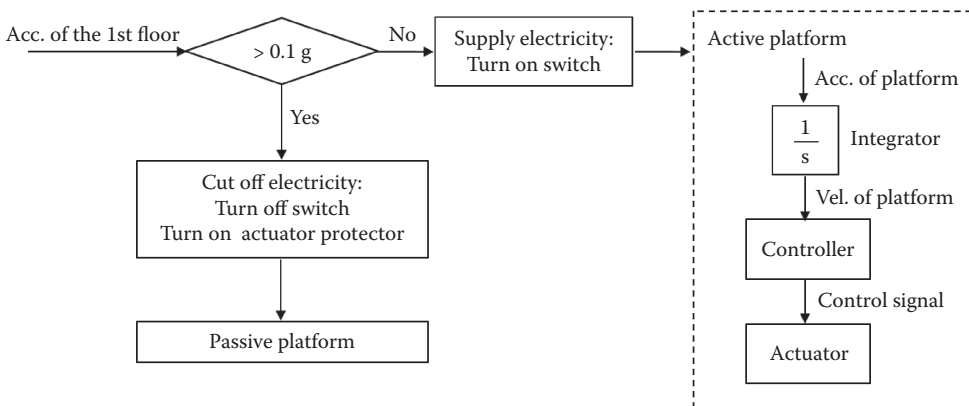 Acc. of the 1st floor
> 0.1 g
No
Supply electricity:
Turn on switch
Yes
Cut off electricity:
Turn off switch
Turn on actuator protector
Passive platform
Active platform
Acc. of platform
1
s
Integrator
Vel. of platform
Controller
Control signal
Actuator